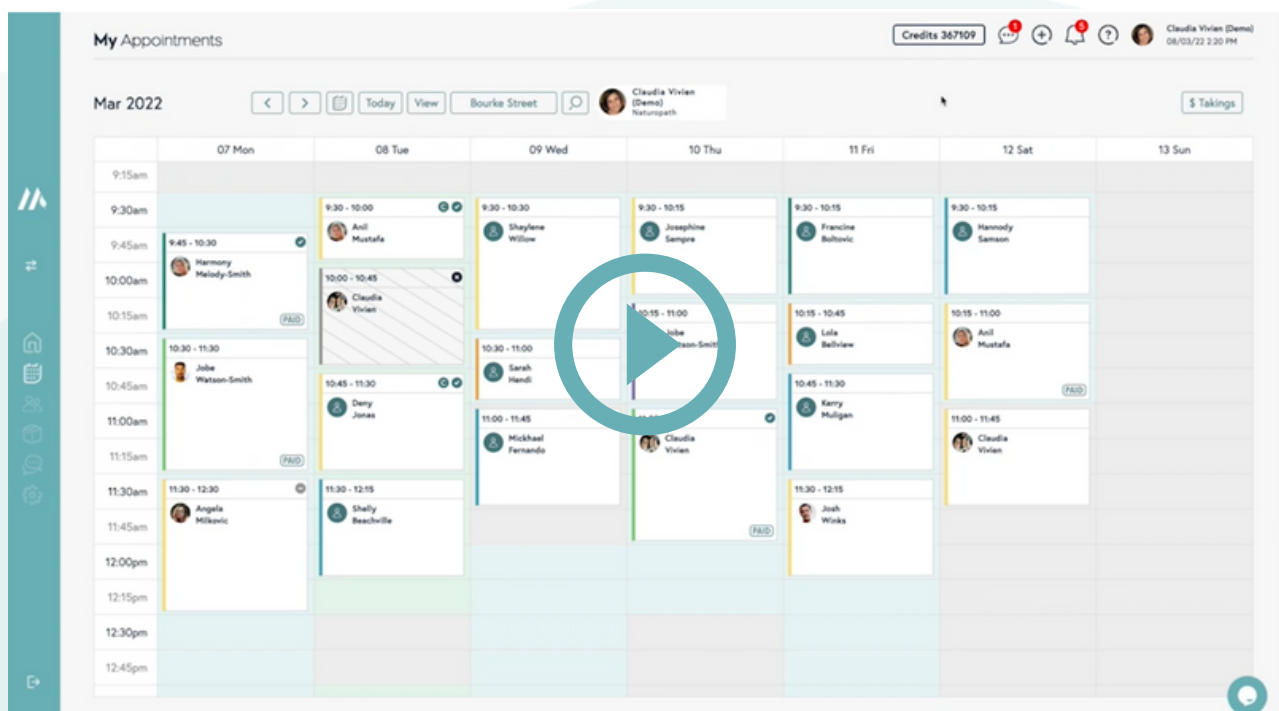 My Appointments
Credits 367109
1
5
?
Claudia Vivien (Demo)
08/03/22 2:20 PM
Mar 2022
<
>
Today
View
Bourke Street
Claudia Vivien
(Demo)
Naturopath
$ Takings
07 Mon
08 Tue
09 Wed
10 Thu
11 Fri
12 Sat
13 Sun
9:15am
9:30am
9:45am
10:00am
10:15am
10:30am
10:45am
11:00am
11:15am
11:30am
11:45am
12:00pm
12:15pm
12:30pm
12:45pm
9:45 - 10:30
Harmony
Melody-Smith
PAID
10:30 - 11:30
Jobe
Watson-Smith
PAID
11:30 - 12:30
Angela
Milkovic
9:30 - 10:00
C
Anil
Mustafa
10:00 - 10:45
Claudia
Vivien
10:45 - 11:30
C
Deny
Jonas
11:30 - 12:15
Shelly
Beachville
9:30 - 10:30
Shaylene
Willow
10:30 - 11:00
Sarah
Hendi
11:00 - 11:45
Mickhael
Fernando
9:30 - 10:15
Josephine
Sempre
10:15 - 11:00
Jobe
Claudia
Vivien
PAID
9:30 - 10:15
Francine
Boltovic
10:15 - 10:45
Lola
Bellview
10:45 - 11:30
Kerry
Muligan
11:30 - 12:15
Josh
Winks
9:30 - 10:15
Hannody
Samson
10:15 - 11:00
Anil
Mustafa
PAID
11:00 - 11:45
Claudia
Vivien